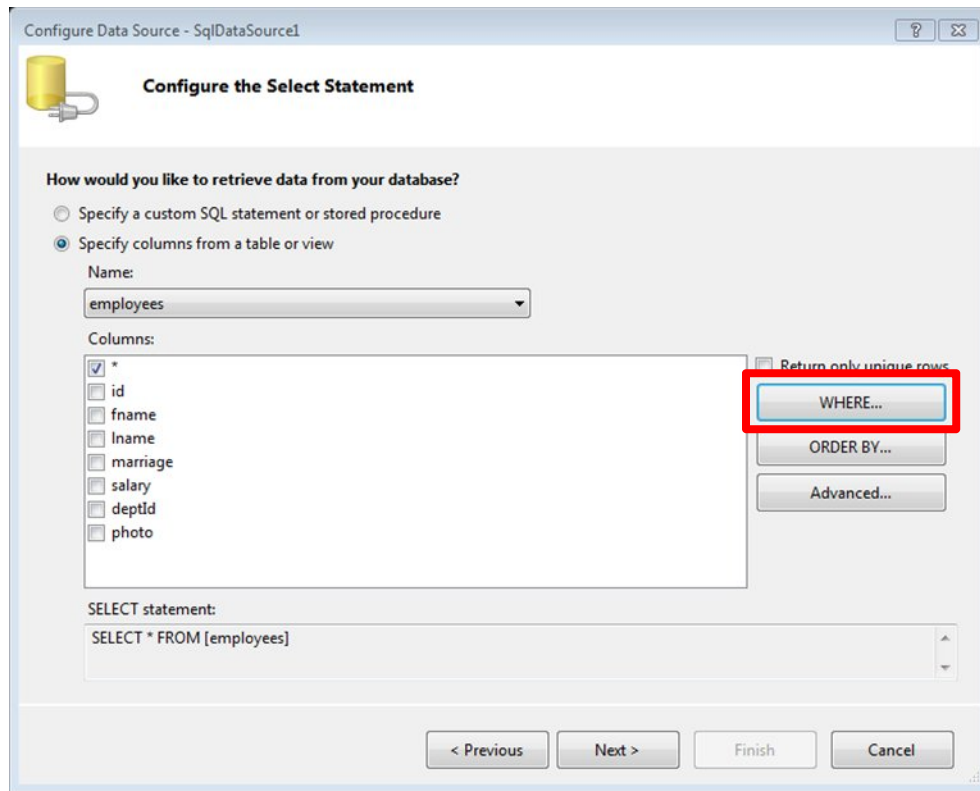 Configure Data Source - SqlDataSource1
Configure the Select Statement
How would you like to retrieve data from your database?
Specify a custom SQL statement or stored procedure
Specify columns from a table or view
Name:
employees
Columns:
*
id
fname
lname
marriage
salary
deptId
photo
Return only unique rows
WHERE...
ORDER BY...
Advanced...
SELECT statement:
SELECT * FROM [employees]
< Previous
Next >
Finish
Cancel